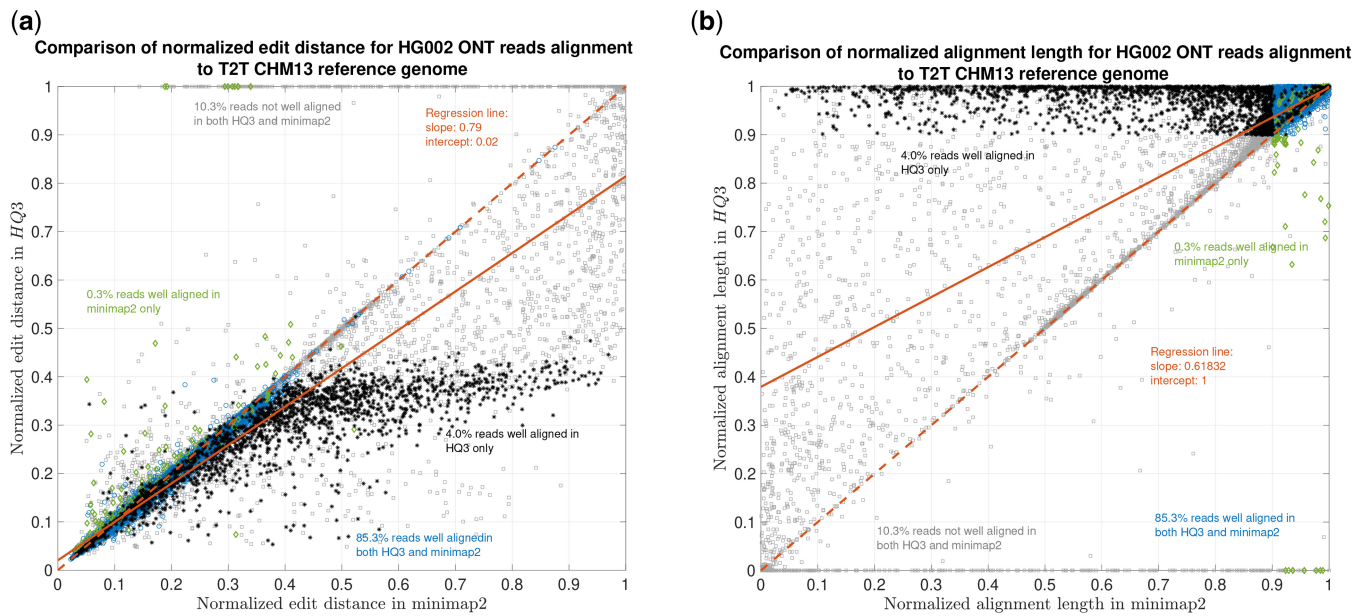 (a)
Comparison of normalized edit distance for HG002 ONT reads alignment
to T2T CHM13 reference genome
1
0.9
0.8
0.7
0.6
0.5
0.4
0.3
0.2
0.1
0
0
0.1
0.2
0.3
0.4
0.5
0.6
0.7
0.8
0.9
1
Normalized edit distance in HQ3
Normalized edit distance in minimap2
10.3% reads not well aligned
in both HQ3 and minimap2
Regression line:
slope: 0.79
intercept: 0.02
0.3% reads well aligned in
minimap2 only
4.0% reads well aligned in
HQ3 only
85.3% reads well aligned in
both HQ3 and minimap2
(b)
Comparison of normalized alignment length for HG002 ONT reads alignment
to T2T CHM13 reference genome
1
0.9
0.8
0.7
0.6
0.5
0.4
0.3
0.2
0.1
0
0
0.1
0.2
0.3
0.4
0.5
0.6
0.7
0.8
0.9
1
Normalized alignment length in HQ3
Normalized alignment length in minimap2
4.0% reads well aligned in
HQ3 only
0.3% reads well aligned in
minimap2 only
Regression line:
slope: 0.61832
intercept: 1
10.3% reads not well aligned in
both HQ3 and minimap2
85.3% reads well aligned in
both HQ3 and minimap2